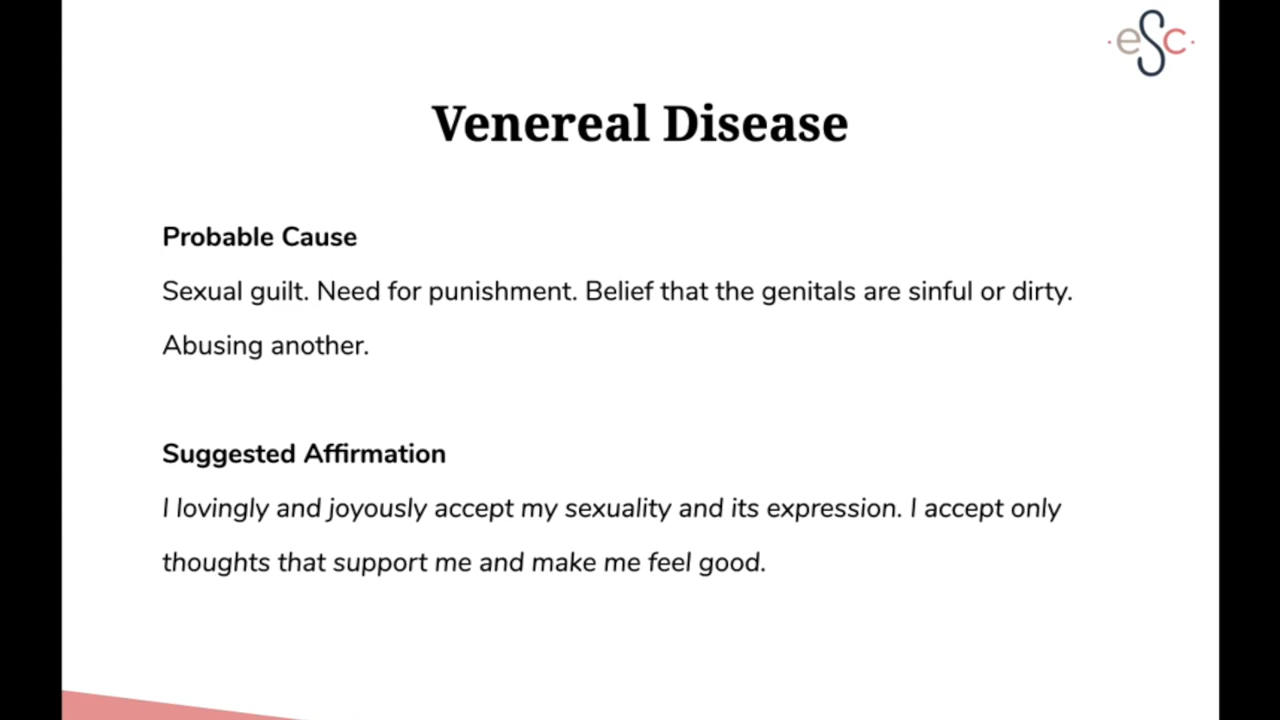 eSc
Venereal Disease
Probable Cause
Sexual guilt. Need for punishment. Belief that the genitals are sinful or dirty.
Abusing another.
Suggested Affirmation
I lovingly and joyously accept my sexuality and its expression. I accept only
thoughts that support me and make me feel good.